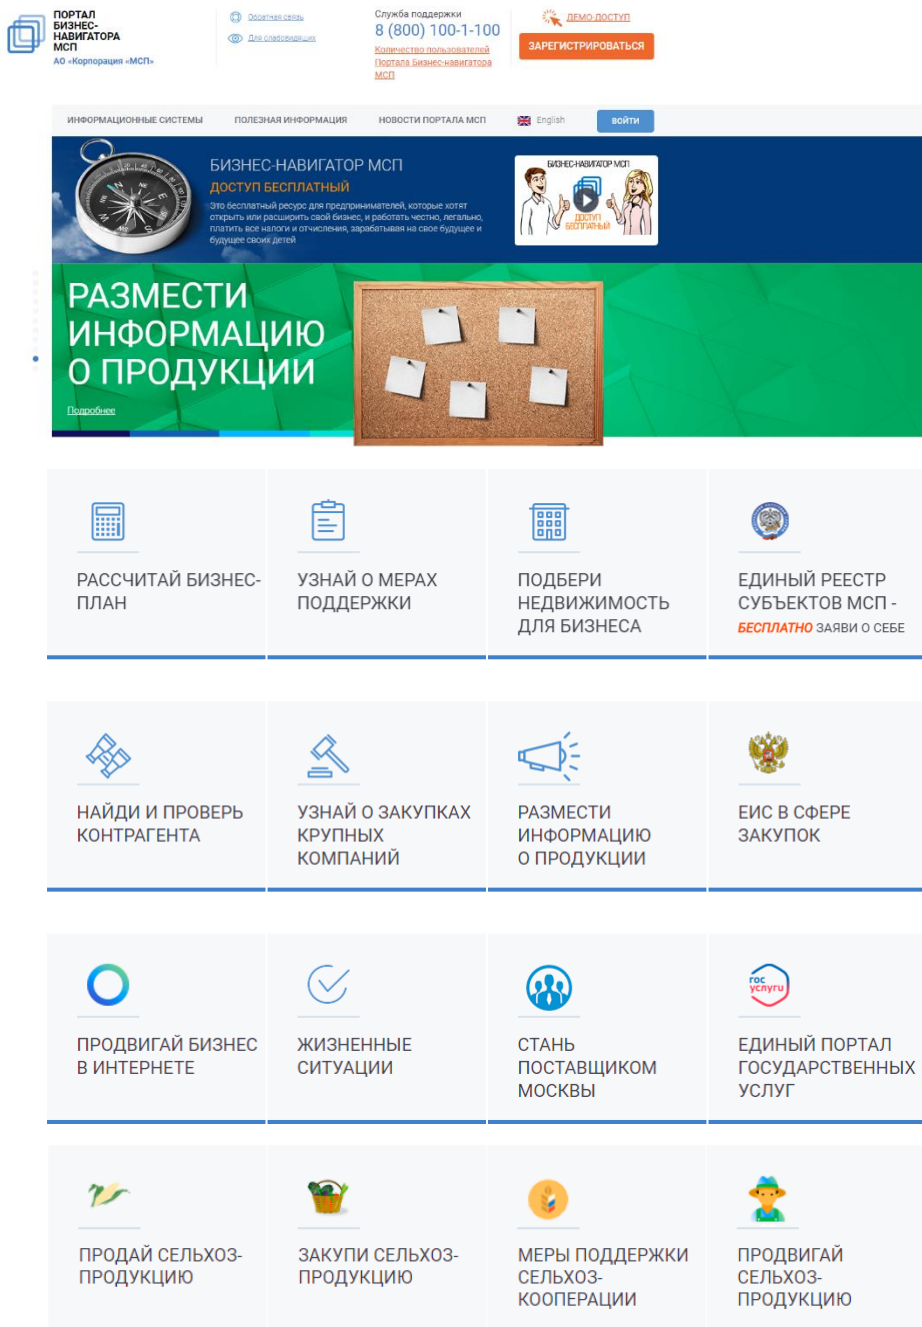 ПОРТАЛ
БИЗНЕС-
НАВИГАТОРА
МСП
АО «Корпорация «МСП»
Обратная связь
Для слабовидящих
Служба поддержки
8 (800) 100-1-100
Количество пользователей
Портала Бизнес-навигатора
МСП
ДЕМО-ДОСТУП
ЗАРЕГИСТРИРОВАТЬСЯ
ИНФОРМАЦИОННЫЕ СИСТЕМЫ
ПОЛЕЗНАЯ ИНФОРМАЦИЯ
НОВОСТИ ПОРТАЛА МСП
English
ВОЙТИ
БИЗНЕС-НАВИГАТОР МСП
ДОСТУП БЕСПЛАТНЫЙ
Это бесплатный ресурс для предпринимателей, которые хотят
открыть или расширить свой бизнес, и работать честно, легально,
платить все налоги и отчисления, зарабатывая на свое будущее и
будущее своих детей
БИЗНЕС-НАВИГАТОР МСП
ДОСТУП
БЕСПЛАТНЫЙ
N
NE
E
SE
S
РАЗМЕСТИ
ИНФОРМАЦИЮ
О ПРОДУКЦИИ
Подробнее
РАССЧИТАЙ БИЗНЕС-
ПЛАН
УЗНАЙ О МЕРАХ
ПОДДЕРЖКИ
ПОДБЕРИ
НЕДВИЖИМОСТЬ
ДЛЯ БИЗНЕСА
ЕДИНЫЙ РЕЕСТР
СУБЪЕКТОВ МСП -
БЕСПЛАТНО ЗАЯВИ О СЕБЕ
НАЙДИ И ПРОВЕРЬ
КОНТРАГЕНТА
УЗНАЙ О ЗАКУПКАХ
КРУПНЫХ
КОМПАНИЙ
РАЗМЕСТИ
ИНФОРМАЦИЮ
О ПРОДУКЦИИ
ЕИС В СФЕРЕ
ЗАКУПОК
ПРОДВИГАЙ БИЗНЕС
В ИНТЕРНЕТЕ
ЖИЗНЕННЫЕ
СИТУАЦИИ
СТАНЬ
ПОСТАВЩИКОМ
МОСКВЫ
гос
услуги
ЕДИНЫЙ ПОРТАЛ
ГОСУДАРСТВЕННЫХ
УСЛУГ
ПРОДАЙ СЕЛЬХОЗ-
ПРОДУКЦИЮ
ЗАКУПИ СЕЛЬХОЗ-
ПРОДУКЦИЮ
МЕРЫ ПОДДЕРЖКИ
СЕЛЬХОЗ-
КООПЕРАЦИИ
ПРОДВИГАЙ
СЕЛЬХОЗ-
ПРОДУКЦИЮ